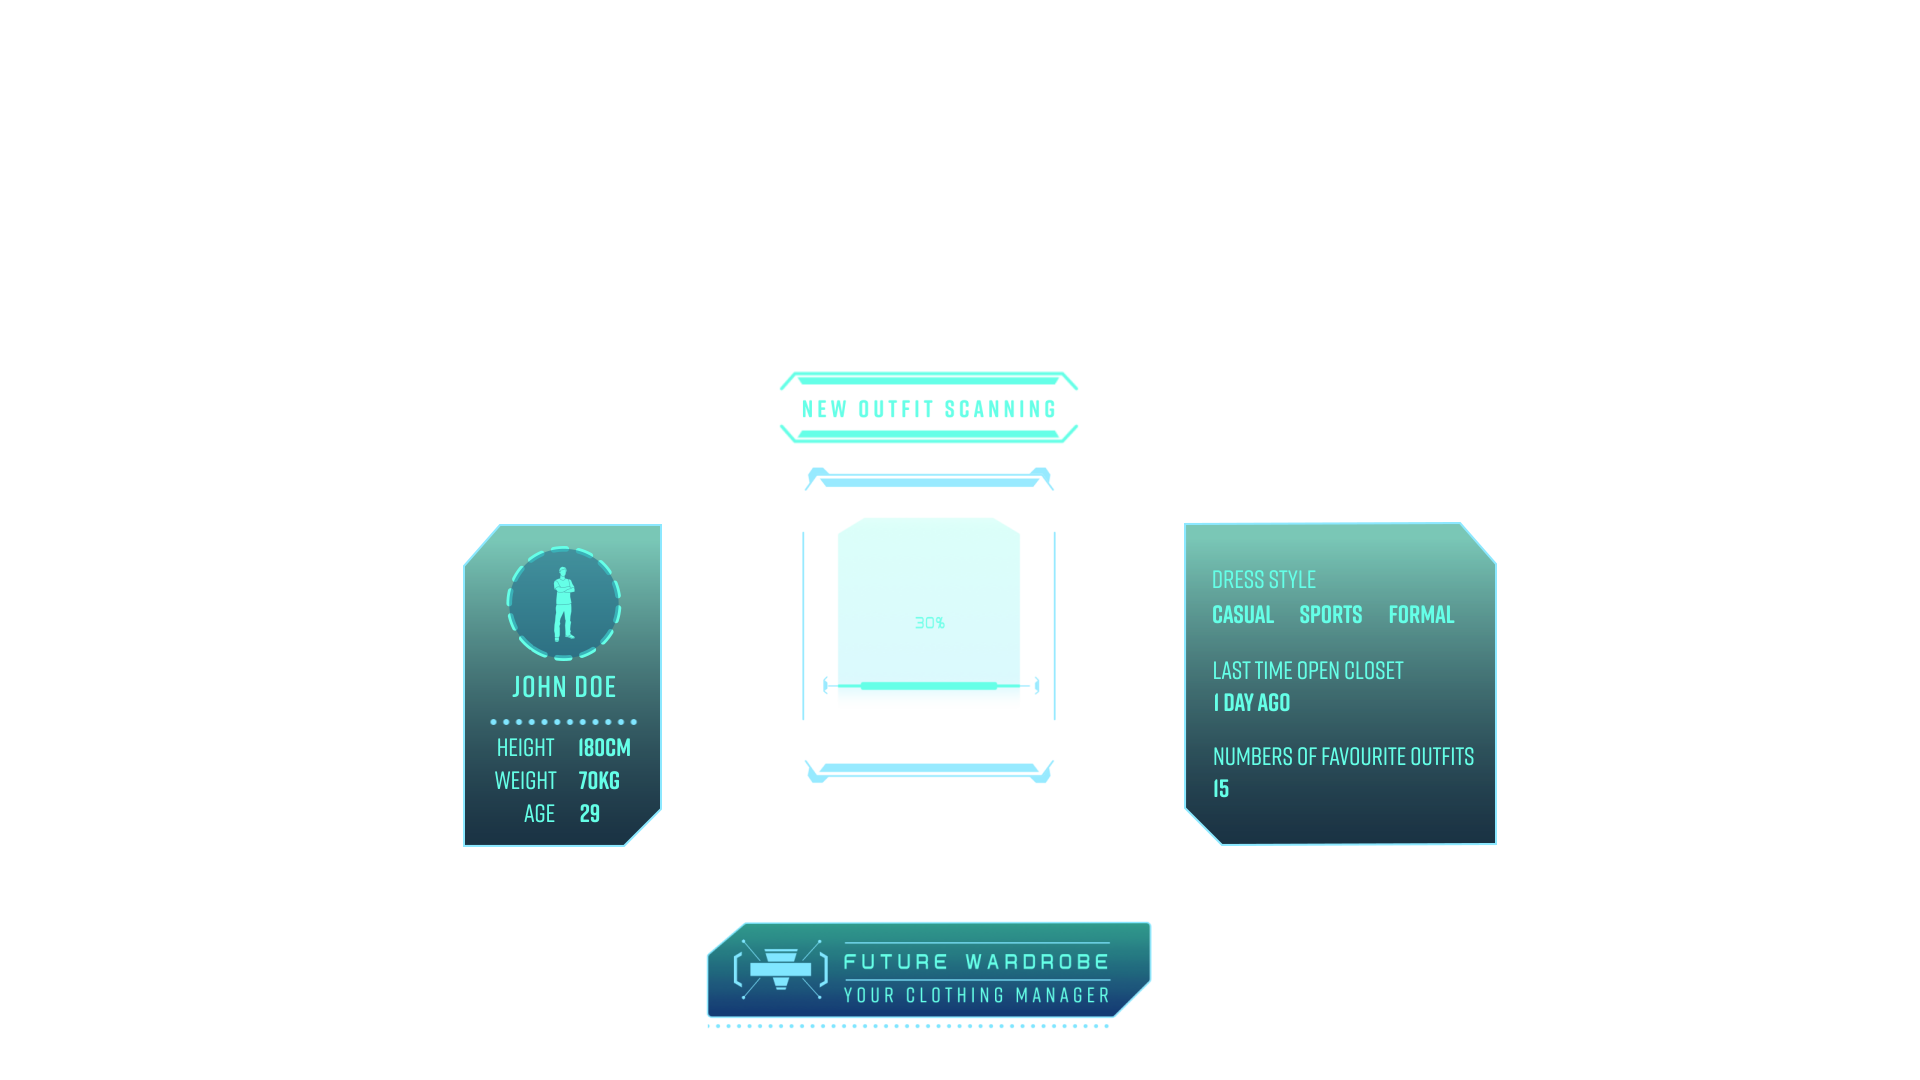 NEW OUTFIT SCANNING
30%
JOHN DOE
HEIGHT 180CM
WEIGHT 70KG
AGE 29
DRESS STYLE
CASUAL SPORTS FORMAL
LAST TIME OPEN CLOSET
1 DAY AGO
NUMBERS OF FAVOURITE OUTFITS
15
FUTURE WARDROBE
YOUR CLOTHING MANAGER